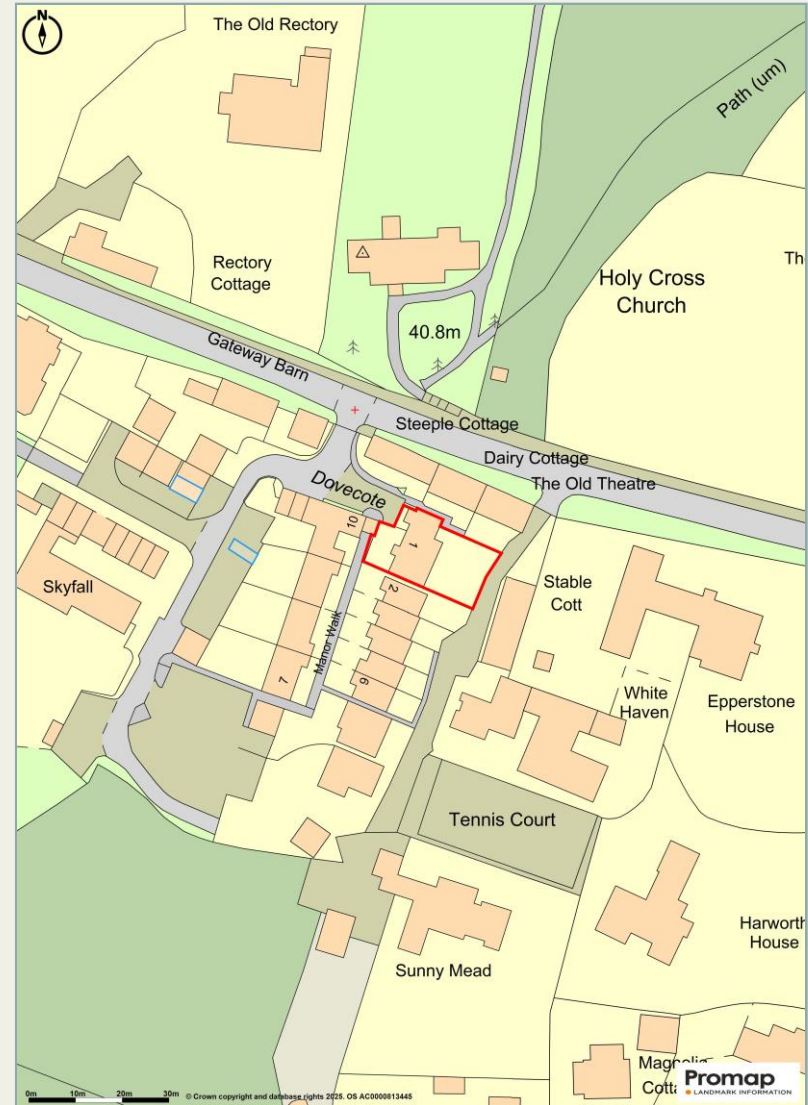 N
The Old Rectory
Path (um)
Rectory
Cottage
Holy Cross
Church
Th
40.8m
Gateway Barn
Steeple Cottage
Dairy Cottage
The Old Theatre
Dovecote
10
1
2
Skyfall
Stable
Cott
Manor Walk
White
Haven
Epperstone
House
7
6
Tennis Court
Harworth
House
Sunny Mead
Magnolia
Cotta
Promap
LANDMARK INFORMATION
0m 10m 20m 30m © Crown copyright and database rights 2025. OS AC0000813445